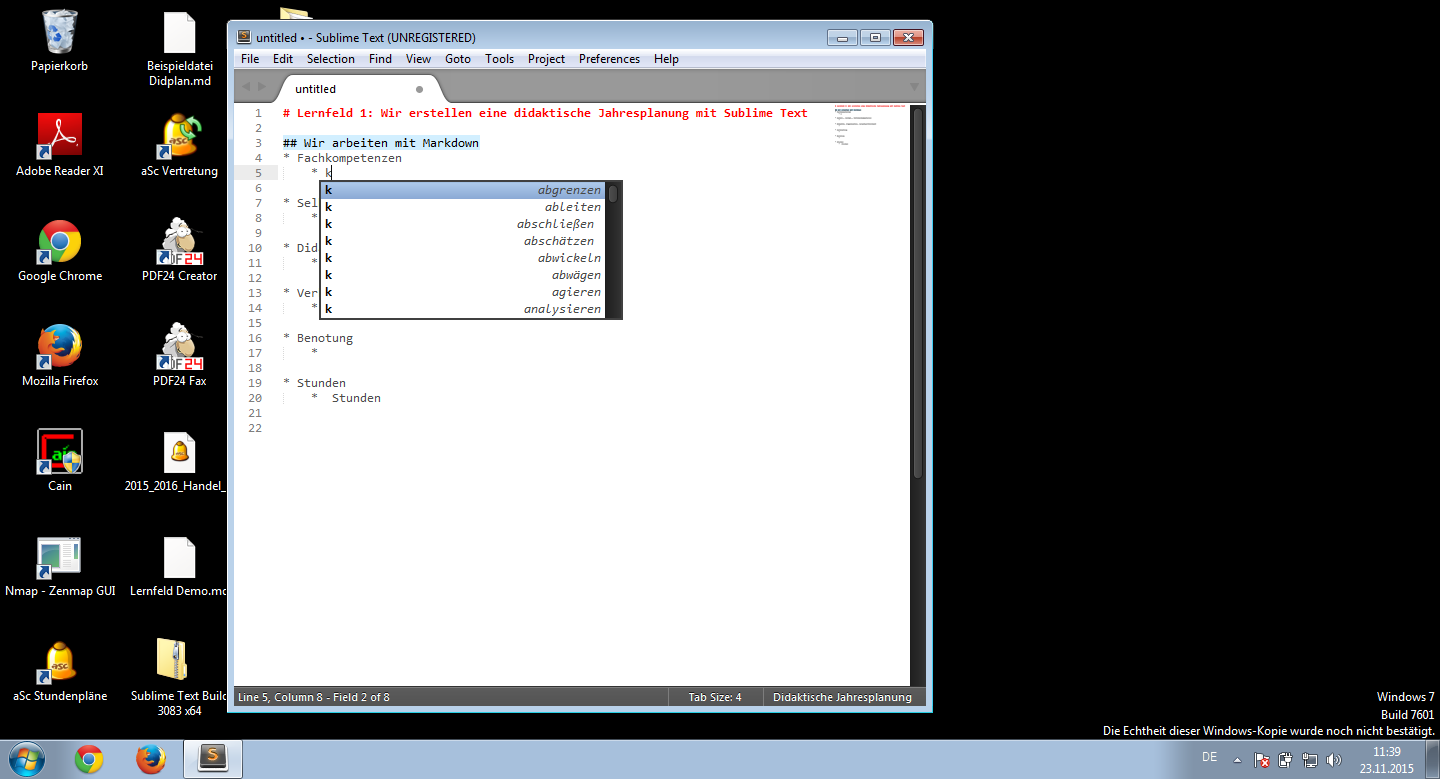 Papierkorb
Beispieldatei
Didplan.md
Adobe Reader XI
aSc Vertretung
Google Chrome
PDF24 Creator
Mozilla Firefox
PDF24 Fax
Cain
2015_2016_Handel_
Nmap - Zenmap GUI
Lernfeld Demo.md
aSc Stundenpläne
Sublime Text Build
3083 x64
untitled • - Sublime Text (UNREGISTERED)
File Edit Selection Find View Goto Tools Project Preferences Help
untitled
1 # Lernfeld 1: Wir erstellen eine didaktische Jahresplanung mit Sublime Text
2
3 ## Wir arbeiten mit Markdown
4 * Fachkompetenzen
5 * k
k abgrenzen
k ableiten
k abschließen
k abschätzen
k abwickeln
k abwägen
k agieren
k analysieren
6
7 * Sel
8 *
9
10 * Did
11 *
12
13 * Ver
14 *
15
16 * Benotung
17 *
18
19 * Stunden
20 * Stunden
21
22
Line 5, Column 8 - Field 2 of 8
Tab Size: 4
Didaktische Jahresplanung
Windows 7
Build 7601
Die Echtheit dieser Windows-Kopie wurde noch nicht bestätigt.
DE
11:39
23.11.2015